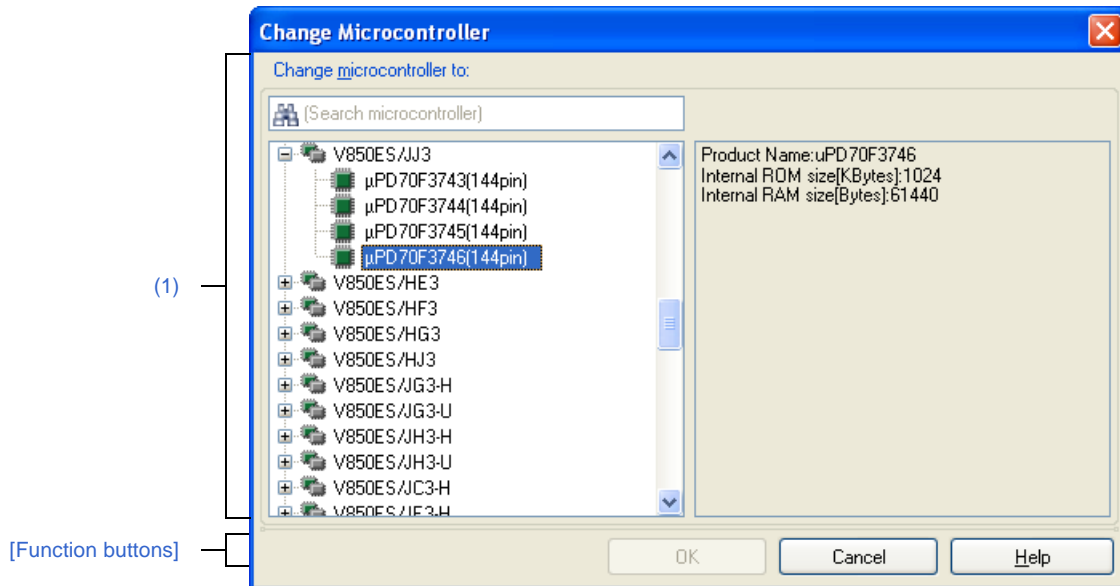 Change Microcontroller
Change microcontroller to:
(Search microcontroller)
V850ES/JJ3
µPD70F3743(144pin)
µPD70F3744(144pin)
µPD70F3745(144pin)
µPD70F3746(144pin)
V850ES/HE3
V850ES/HF3
V850ES/HG3
V850ES/HJ3
V850ES/JG3-H
V850ES/JG3-U
V850ES/JH3-H
V850ES/JH3-U
V850ES/JC3-H
V850ES/JE3-H
Product Name:uPD70F3746
Internal ROM size[KBytes]:1024
Internal RAM size[Bytes]:61440
(1)
[Function buttons]
OK
Cancel
Help